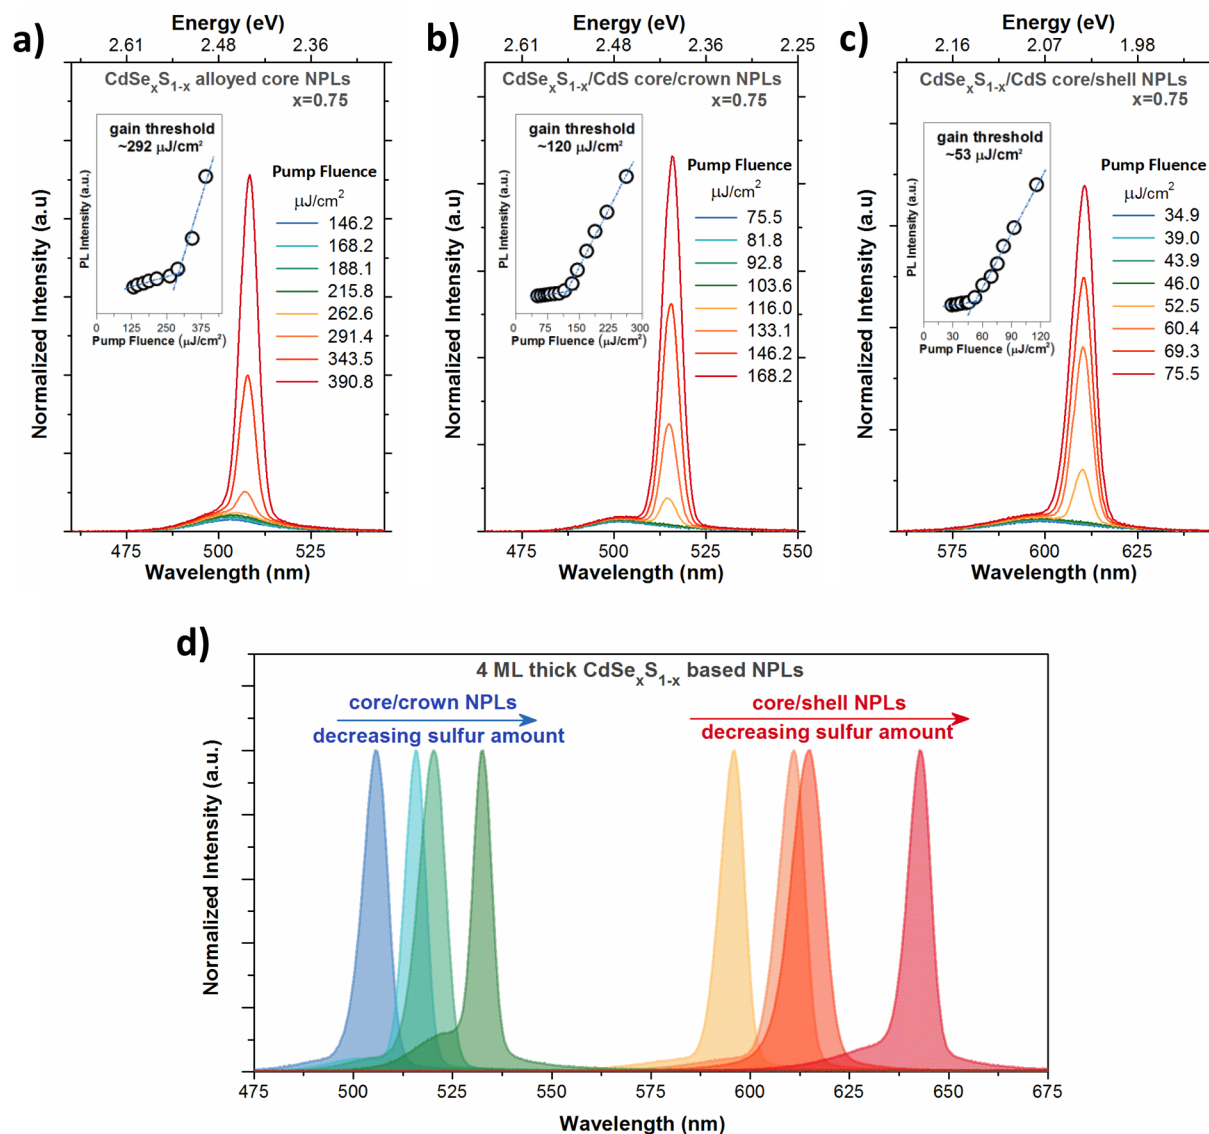 a)
Energy (eV)
2.61 2.48 2.36
CdSexS1-x alloyed core NPLs
x=0.75
gain threshold
~292 μJ/cm²
PL Intensity (a.u.)
0 125 250 375
Pump Fluence (μJ/cm²)
Pump Fluence
μJ/cm²
146.2
168.2
188.1
215.8
262.6
291.4
343.5
390.8
Normalized Intensity (a.u)
475 500 525
Wavelength (nm)
b)
Energy (eV)
2.61 2.48 2.36 2.25
CdSexS1-x/CdS core/crown NPLs
x=0.75
gain threshold
~120 μJ/cm²
PL Intensity (a.u.)
0 75 150 225 300
Pump Fluence (μJ/cm²)
Pump Fluence
μJ/cm²
75.5
81.8
92.8
103.6
116.0
133.1
146.2
168.2
Normalized Intensity (a.u)
475 500 525 550
Wavelength (nm)
c)
Energy (eV)
2.16 2.07 1.98
CdSexS1-x/CdS core/shell NPLs
x=0.75
gain threshold
~53 μJ/cm²
PL Intensity (a.u.)
0 30 60 90 120
Pump Fluence (μJ/cm²)
Pump Fluence
μJ/cm²
34.9
39.0
43.9
46.0
52.5
60.4
69.3
75.5
Normalized Intensity (a.u)
575 600 625
Wavelength (nm)
d)
4 ML thick CdSexS1-x based NPLs
core/crown NPLs
decreasing sulfur amount
core/shell NPLs
decreasing sulfur amount
Normalized Intensity (a.u.)
475 500 525 550 575 600 625 650 675
Wavelength (nm)